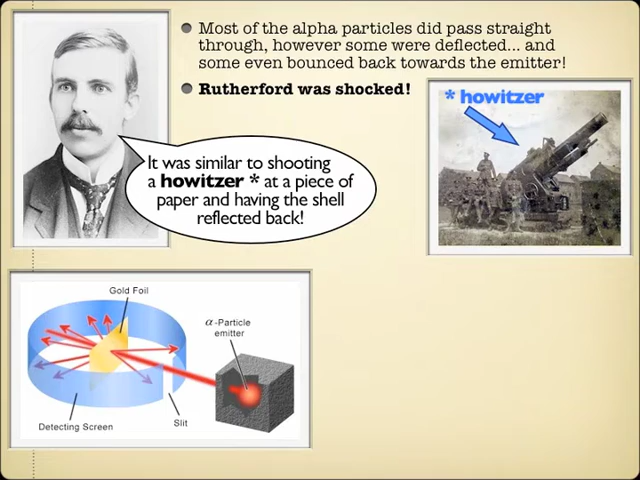 Most of the alpha particles did pass straight
through, however some were deflected... and
some even bounced back towards the emitter!
Rutherford was shocked!
* howitzer
It was similar to shooting
a howitzer * at a piece of
paper and having the shell
reflected back!
Gold Foil
α-Particle
emitter
Detecting Screen
Slit